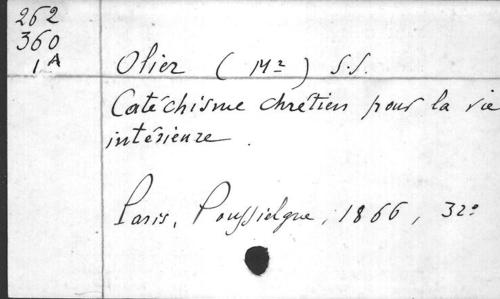 262
360
1A
Olier (Mr) S.S.
Catéchisme chrétien pour la vie
intérieure.
Paris, Poussielgue, 1866, 32°